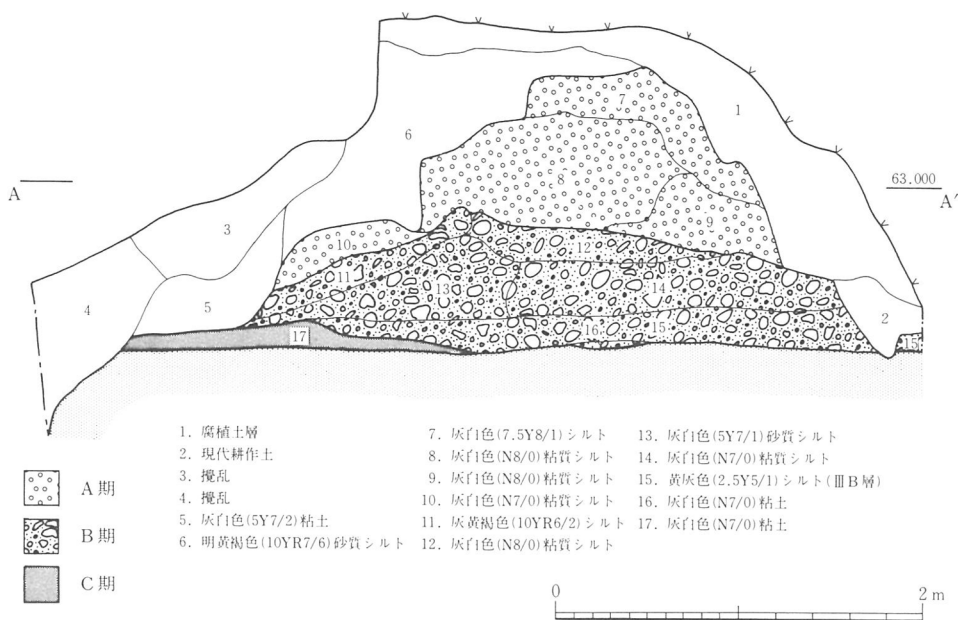 1
7
6
A
63.000
A′
8
3
9
10
12
11
13
14
4
5
2
16
15
17
15
1. 腐植土層
2. 現代耕作土
3. 攪乱
4. 攪乱
5. 灰白色(5Y7/2)粘土
6. 明黄褐色(10YR7/6)砂質シルト
7. 灰白色(7.5Y8/1)シルト
8. 灰白色(N8/0)粘質シルト
9. 灰白色(N8/0)粘質シルト
10. 灰白色(N7/0)粘質シルト
11. 灰黄褐色(10YR6/2)シルト
12. 灰白色(N8/0)粘質シルト
13. 灰白色(5Y7/1)砂質シルト
14. 灰白色(N7/0)粘質シルト
15. 黄灰色(2.5Y5/1)シルト(ⅢB層)
16. 灰白色(N7/0)粘土
17. 灰白色(N7/0)粘土
A期
B期
C期
0 2m